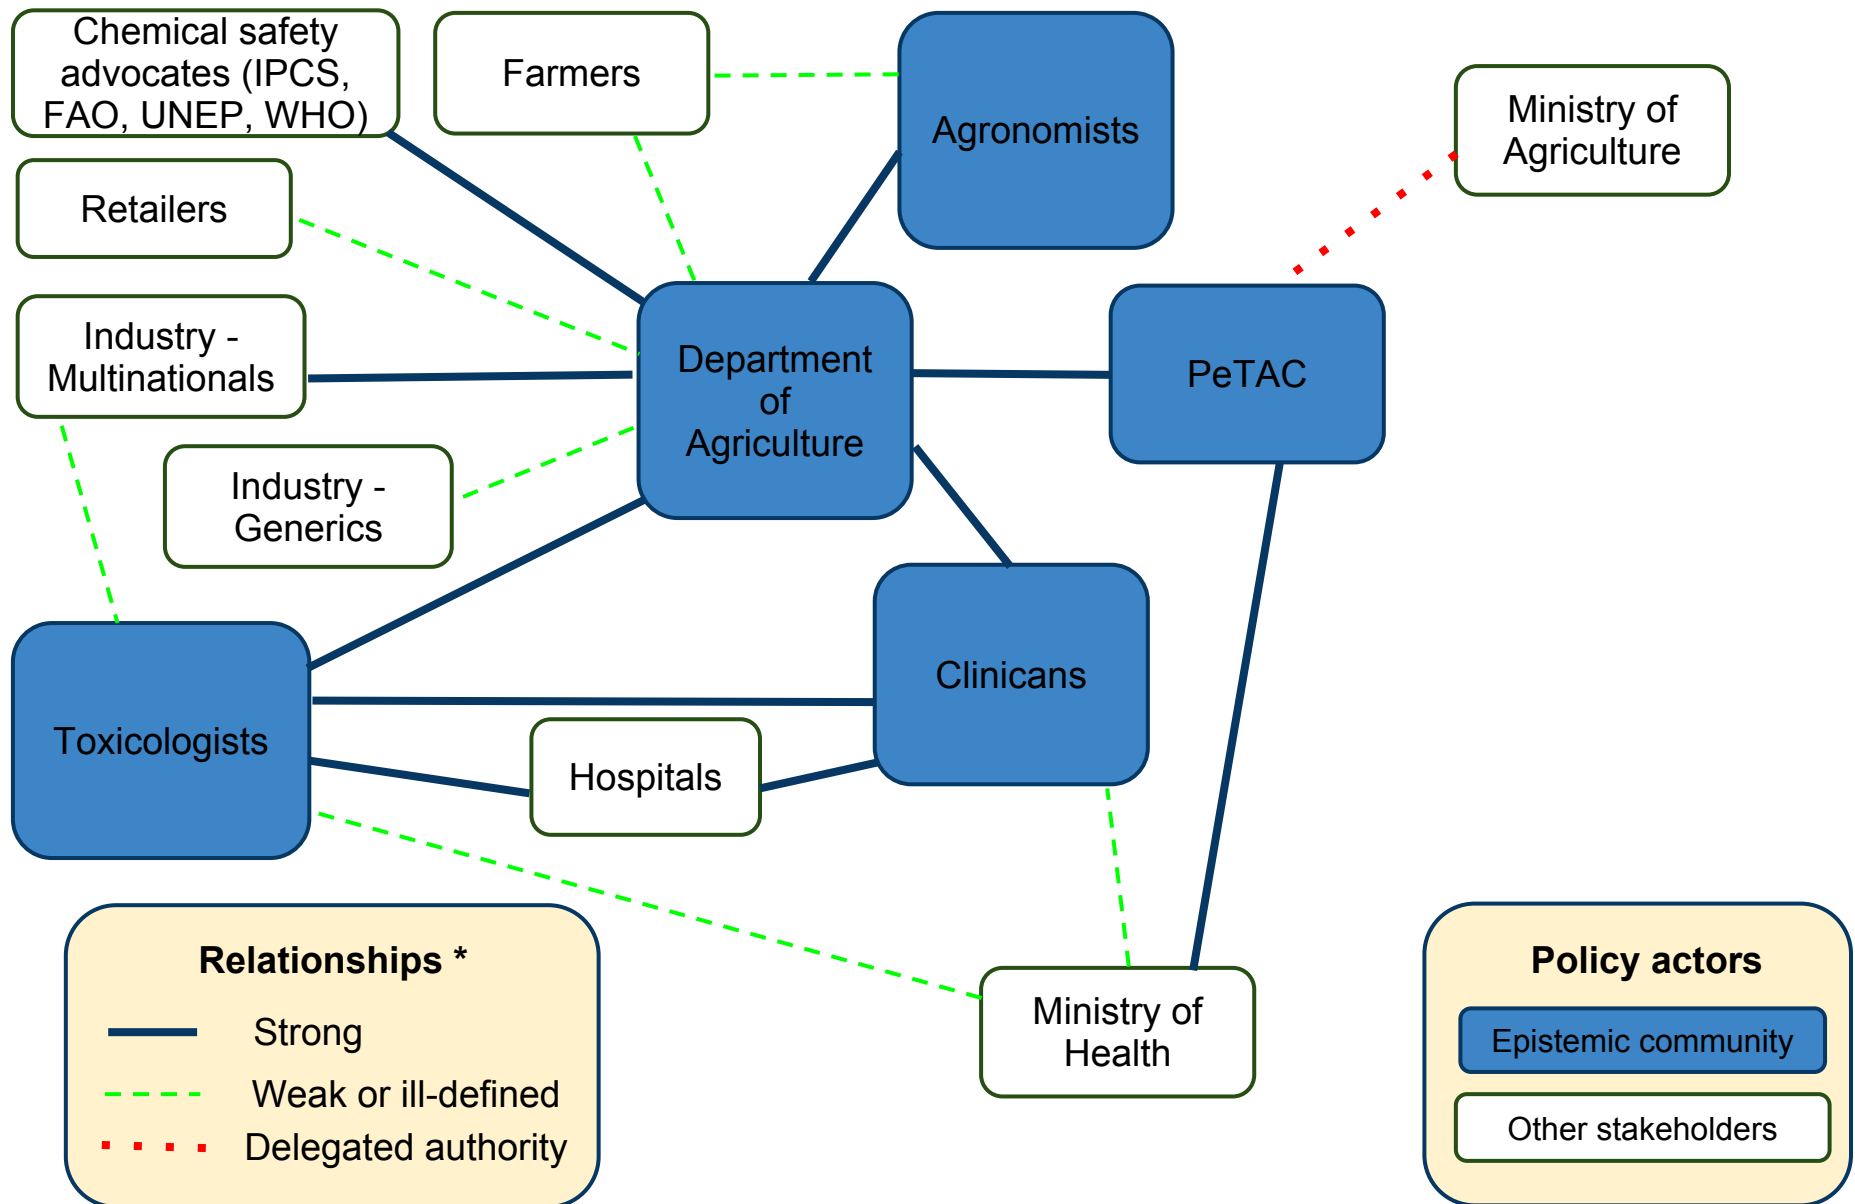 Chemical safety
advocates (IPCS,
FAO, UNEP, WHO)
Farmers
Agronomists
Ministry of
Agriculture
Retailers
Industry -
Multinationals
Department
of
Agriculture
PeTAC
Industry -
Generics
Toxicologists
Clinicans
Hospitals
Ministry of
Health
Relationships *
Strong
Weak or ill-defined
Delegated authority
Policy actors
Epistemic community
Other stakeholders